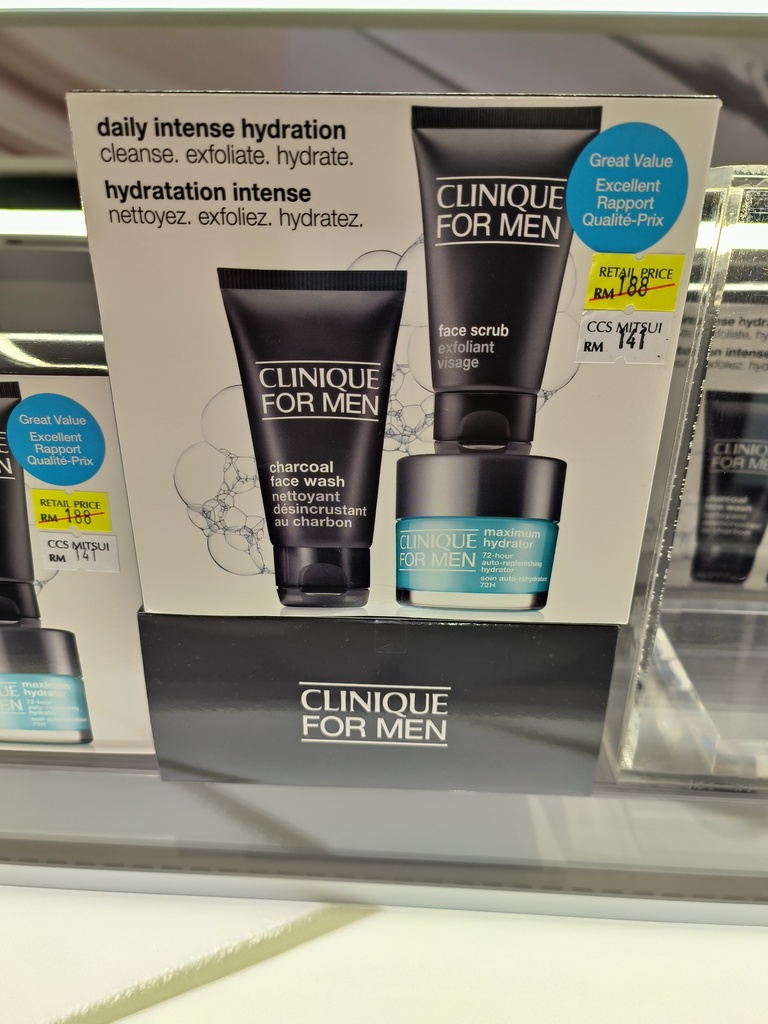 daily intense hydration
cleanse. exfoliate. hydrate.
hydratation intense
nettoyez. exfoliez. hydratez.
Great Value
Excellent
Rapport
Qualité-Prix
RETAIL PRICE
RM 188
CCS MITSUI
RM 141
CLINIQUE
FOR MEN
face scrub
exfoliant
visage
CLINIQUE
FOR MEN
charcoal
face wash
nettoyant
désincrustant
au charbon
CLINIQUE
FOR MEN
maximum
hydrator
72-hour
auto-replenishing
hydrator
soin auto-réhydratant
72H
CLINIQUE
FOR MEN
Great Value
Excellent
Rapport
Qualité-Prix
RETAIL PRICE
RM 188
CCS MITSUI
RM 141